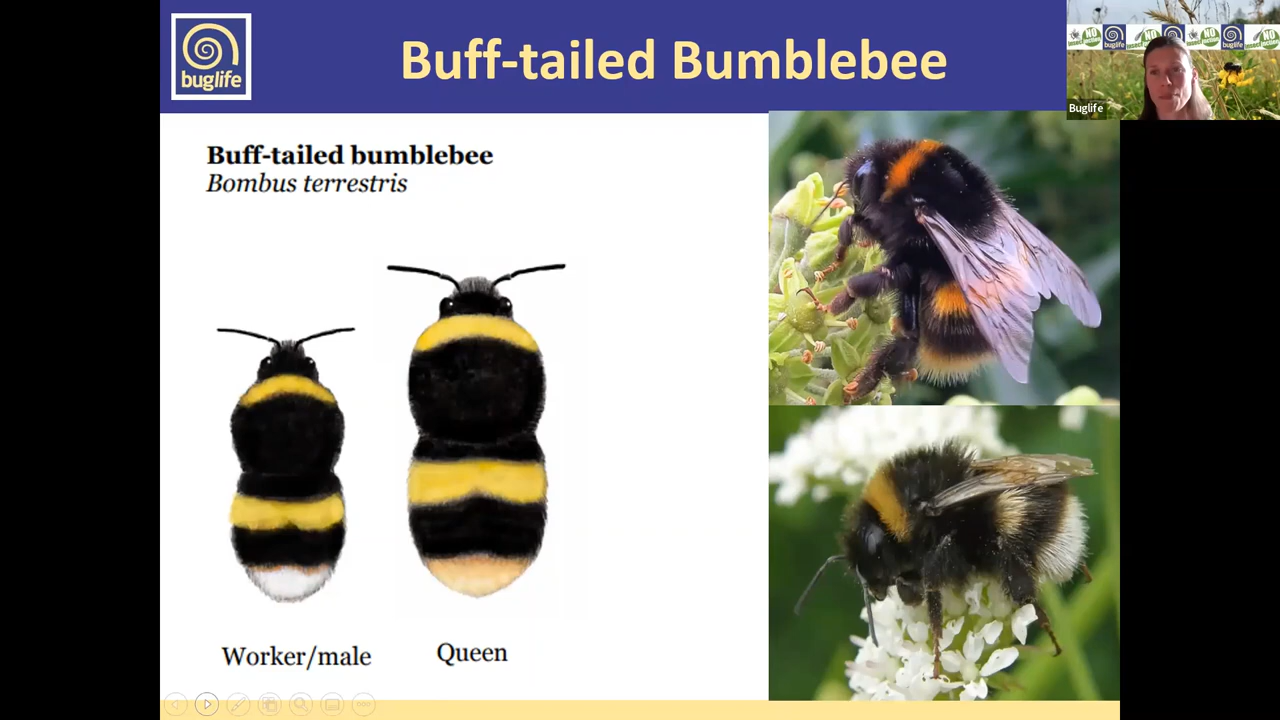 buglife
Buff-tailed Bumblebee
Buglife
Buff-tailed bumblebee
Bombus terrestris
Worker/male
Queen